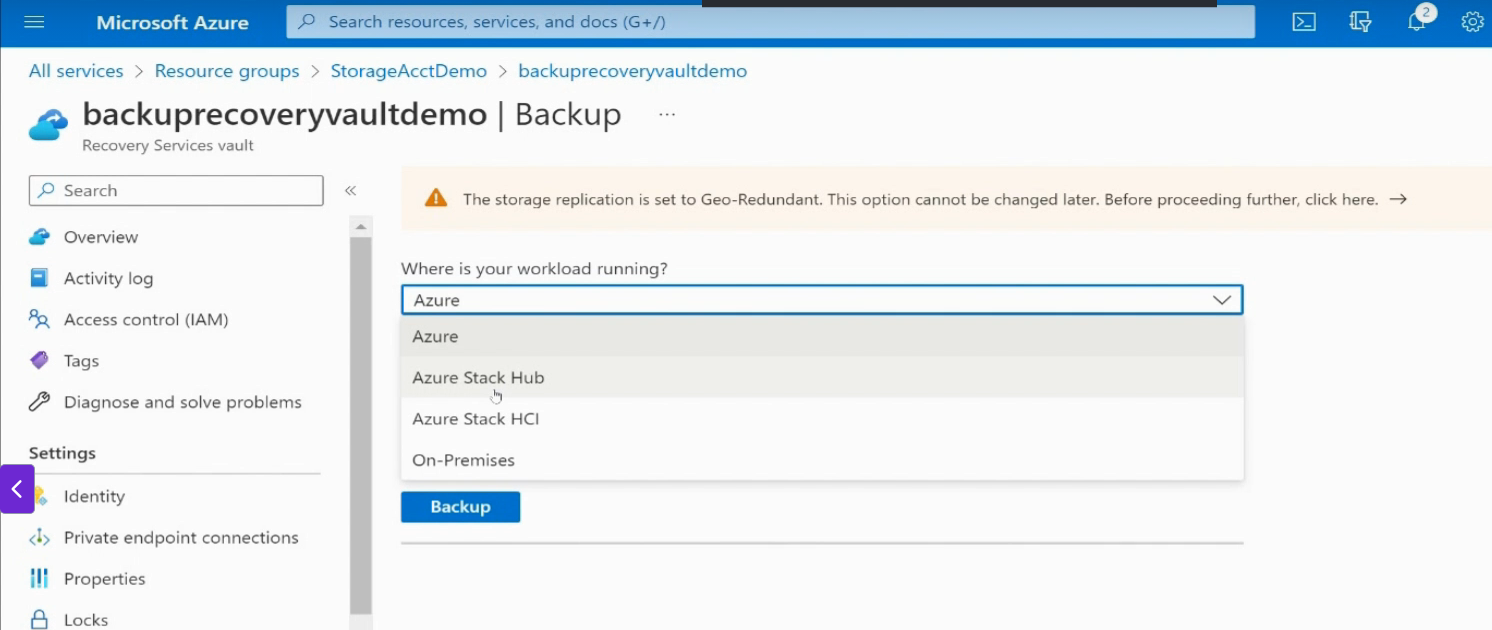 Microsoft Azure
Search resources, services, and docs (G+/)
2
All services > Resource groups > StorageAcctDemo > backuprecoveryvaultdemo
backuprecoveryvaultdemo | Backup ...
Recovery Services vault
Search
«
The storage replication is set to Geo-Redundant. This option cannot be changed later. Before proceeding further, click here. →
Overview
Activity log
Access control (IAM)
Tags
Diagnose and solve problems
Settings
Identity
Private endpoint connections
Properties
Locks
Where is your workload running?
Azure
Azure
Azure Stack Hub
Azure Stack HCI
On-Premises
Backup